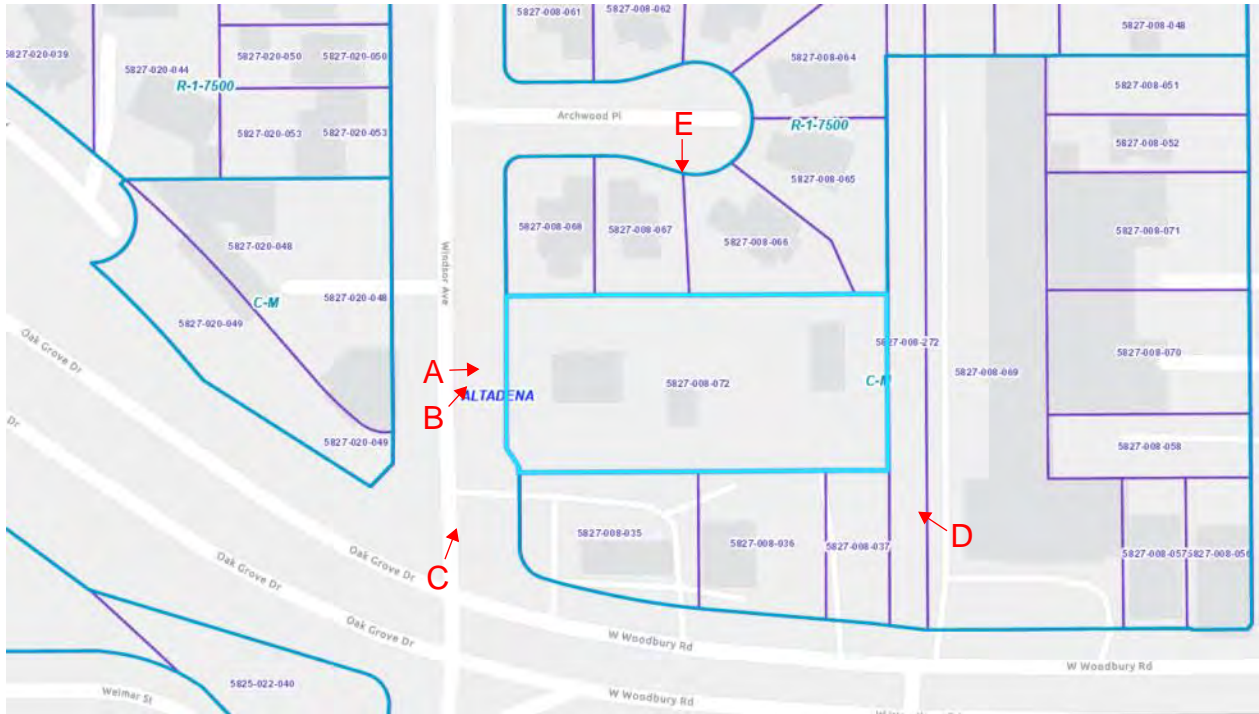 5827-008-061
5827-008-062
5827-008-048
5827-020-039
5827-020-044
5827-020-050
5827-020-050
5827-008-064
R-1-7500
5827-008-051
Archwood Pl
R-1-7500
E
5827-020-053
5827-020-053
5827-008-052
5827-008-065
5827-008-068
5827-008-067
5827-008-066
5827-008-071
5827-020-048
Windsor Ave
5827-020-048
C-M
5827-020-049
Oak Grove Dr
5827-008-272
5827-008-070
A
5827-008-069
C-M
5827-008-072
B
ALTADENA
Dr
5827-020-049
5827-008-058
5827-008-035
5827-008-036
5827-008-037
D
5827-008-057
5827-008-056
Oak Grove Dr
C
Oak Grove Dr
Oak Grove Dr
W Woodbury Rd
W Woodbury Rd
5825-022-040
Weimar St
W Woodbury Rd